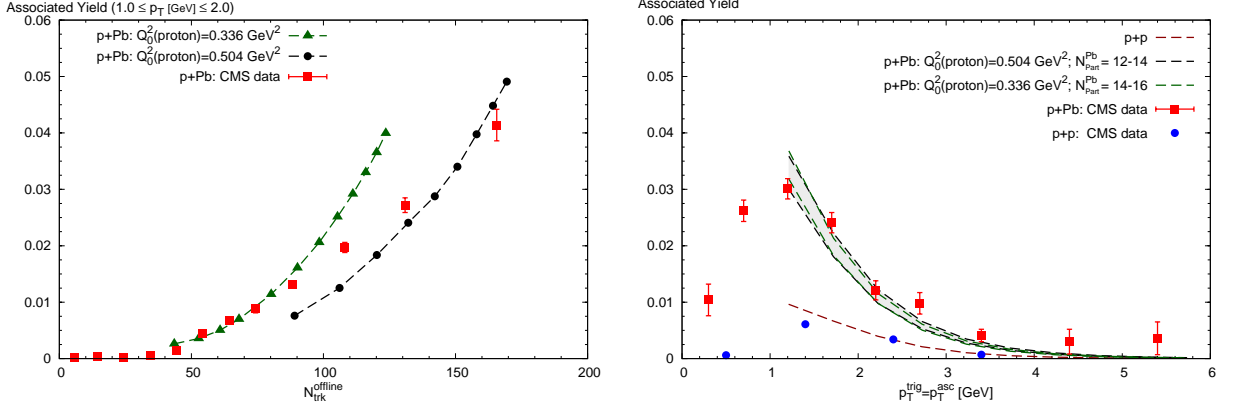 Associated Yield (1.0 ≤ p_T [GeV] ≤ 2.0)
p+Pb: Q_0^2(proton)=0.336 GeV^2
p+Pb: Q_0^2(proton)=0.504 GeV^2
p+Pb: CMS data
0.06
0.05
0.04
0.03
0.02
0.01
0
0 50 100 150 200
N_trk^offline
Associated Yield
p+p
p+Pb: Q_0^2(proton)=0.504 GeV^2; N_Part^Pb= 12-14
p+Pb: Q_0^2(proton)=0.336 GeV^2; N_Part^Pb= 14-16
p+Pb: CMS data
p+p: CMS data
0.06
0.05
0.04
0.03
0.02
0.01
0
0 1 2 3 4 5 6
p_T^trig=p_T^asc [GeV]